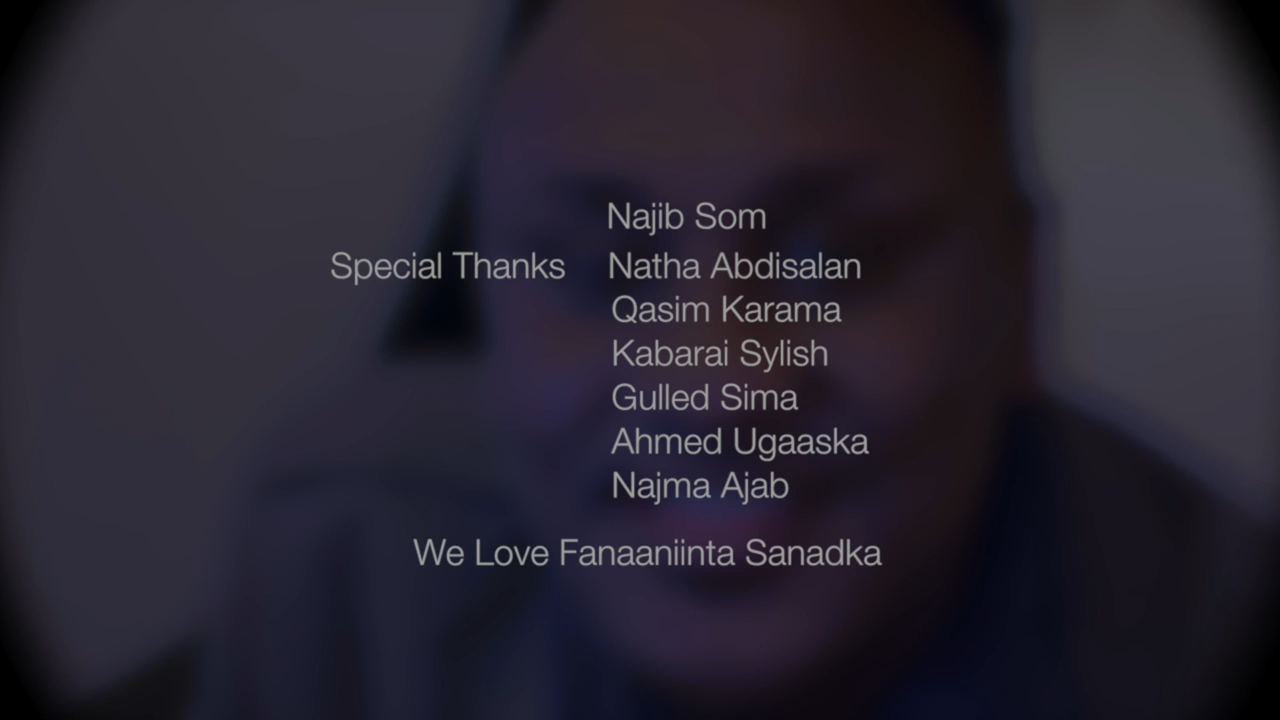 Najib Som
Special Thanks Natha Abdisalan
Qasim Karama
Kabarai Sylish
Gulled Sima
Ahmed Ugaaska
Najma Ajab
We Love Fanaaniinta Sanadka